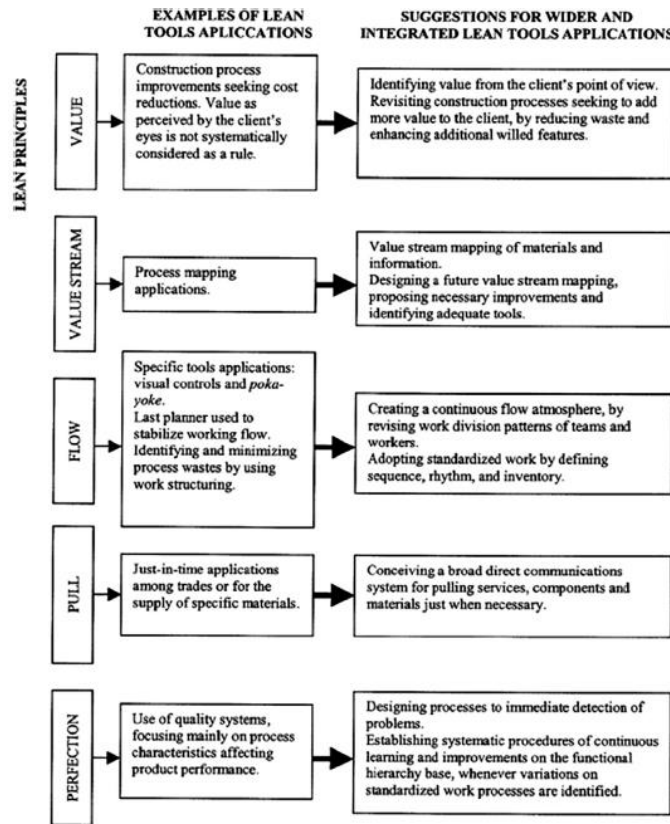 EXAMPLES OF LEAN
TOOLS APLICCATIONS
SUGGESTIONS FOR WIDER AND
INTEGRATED LEAN TOOLS APPLICATIONS
LEAN PRINCIPLES
VALUE
Construction process
improvements seeking cost
reductions. Value as
perceived by the client's
eyes is not systematically
considered as a rule.
Identifying value from the client's point of view.
Revisiting construction processes seeking to add
more value to the client, by reducing waste and
enhancing additional willed features.
VALUE STREAM
Process mapping
applications.
Value stream mapping of materials and
information.
Designing a future value stream mapping,
proposing necessary improvements and
identifying adequate tools.
FLOW
Specific tools applications:
visual controls and poka-
yoke.
Last planner used to
stabilize working flow.
Identifying and minimizing
process wastes by using
work structuring.
Creating a continuous flow atmosphere, by
revising work division patterns of teams and
workers.
Adopting standardized work by defining
sequence, rhythm, and inventory.
PULL
Just-in-time applications
among trades or for the
supply of specific materials.
Conceiving a broad direct communications
system for pulling services, components and
materials just when necessary.
PERFECTION
Use of quality systems,
focusing mainly on process
characteristics affecting
product performance.
Designing processes to immediate detection of
problems.
Establishing systematic procedures of continuous
learning and improvements on the functional
hierarchy base, whenever variations on
standardized work processes are identified.